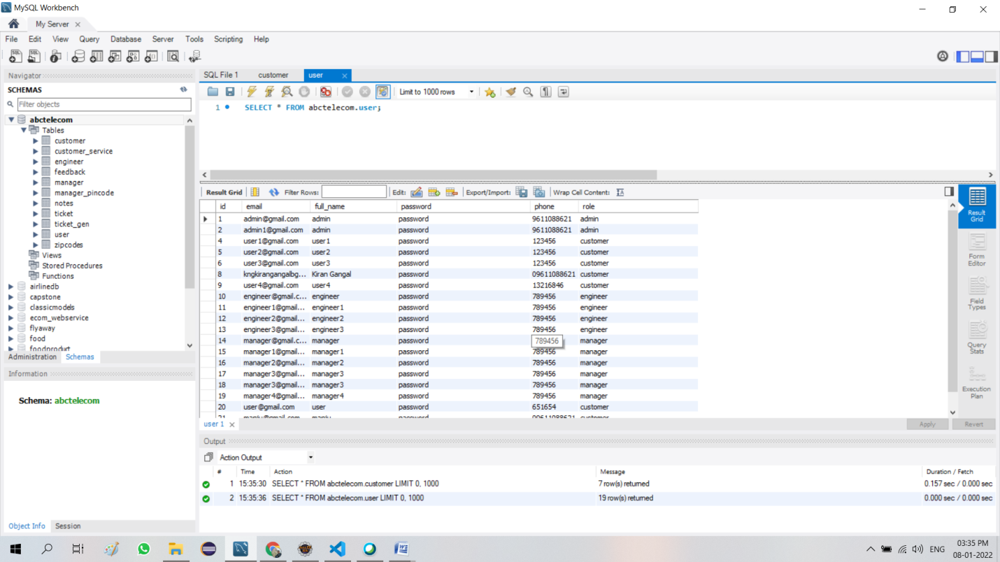 MySQL Workbench
My Server
File Edit View Query Database Server Tools Scripting Help
Navigator
SCHEMAS
Filter objects
abctelecom
Tables
customer
customer_service
engineer
feedback
manager
manager_pincode
notes
ticket
ticket_gen
user
zipcodes
Views
Stored Procedures
Functions
airlinedb
capstone
classicmodels
ecom_webservice
flyaway
food
foodproduct
Administration Schemas
Information
Schema: abctelecom
Object Info Session
SQL File 1 customer user
Limit to 1000 rows
1 SELECT * FROM abctelecom.user;
Result Grid Filter Rows: Edit: Export/Import: Wrap Cell Content:
id email full_name password phone role
1 admin@gmail.com admin password 9611088621 admin
2 admin1@gmail.com admin password 9611088621 admin
4 user1@gmail.com user1 password 123456 customer
5 user2@gmail.com user2 password 123456 customer
6 user3@gmail.com user3 password 123456 customer
8 kngkirangangalbg... Kiran Gangal password 09611088621 customer
9 user4@gmail.com user4 password 13216846 customer
10 engineer@gmail.c... engineer password 789456 engineer
11 engineer1@gmail... engineer1 password 789456 engineer
12 engineer2@gmail... engineer2 password 789456 engineer
13 engineer3@gmail... engineer3 password 789456 engineer
14 manager@gmail.c... manager password 789456 manager
15 manager1@gmail... manager1 password 789456 manager
16 manager2@gmail... manager2 password 789456 manager
17 manager3@gmail... manager3 password 789456 manager
18 manager3@gmail... manager3 password 789456 manager
19 manager4@gmail... manager4 password 789456 manager
20 user@gmail.com user password 651654 customer
21 manju@gmail.com manju password 09611088621 customer
Result Grid
Form Editor
Field Types
Query Stats
Execution Plan
user 1 Apply Revert
Output
Action Output
# Time Action Message Duration / Fetch
1 15:35:30 SELECT * FROM abctelecom.customer LIMIT 0, 1000 7 row(s) returned 0.157 sec / 0.000 sec
2 15:35:36 SELECT * FROM abctelecom.user LIMIT 0, 1000 19 row(s) returned 0.000 sec / 0.000 sec
ENG
03:35 PM
08-01-2022